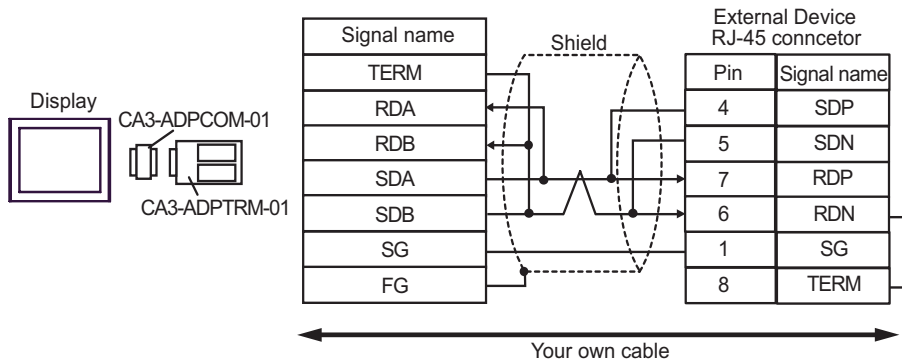 Display
CA3-ADPCOM-01
CA3-ADPTRM-01
Signal name
TERM
RDA
RDB
SDA
SDB
SG
FG
Shield
External Device
RJ-45 conncetor
Pin Signal name
4 SDP
5 SDN
7 RDP
6 RDN
1 SG
8 TERM
Your own cable